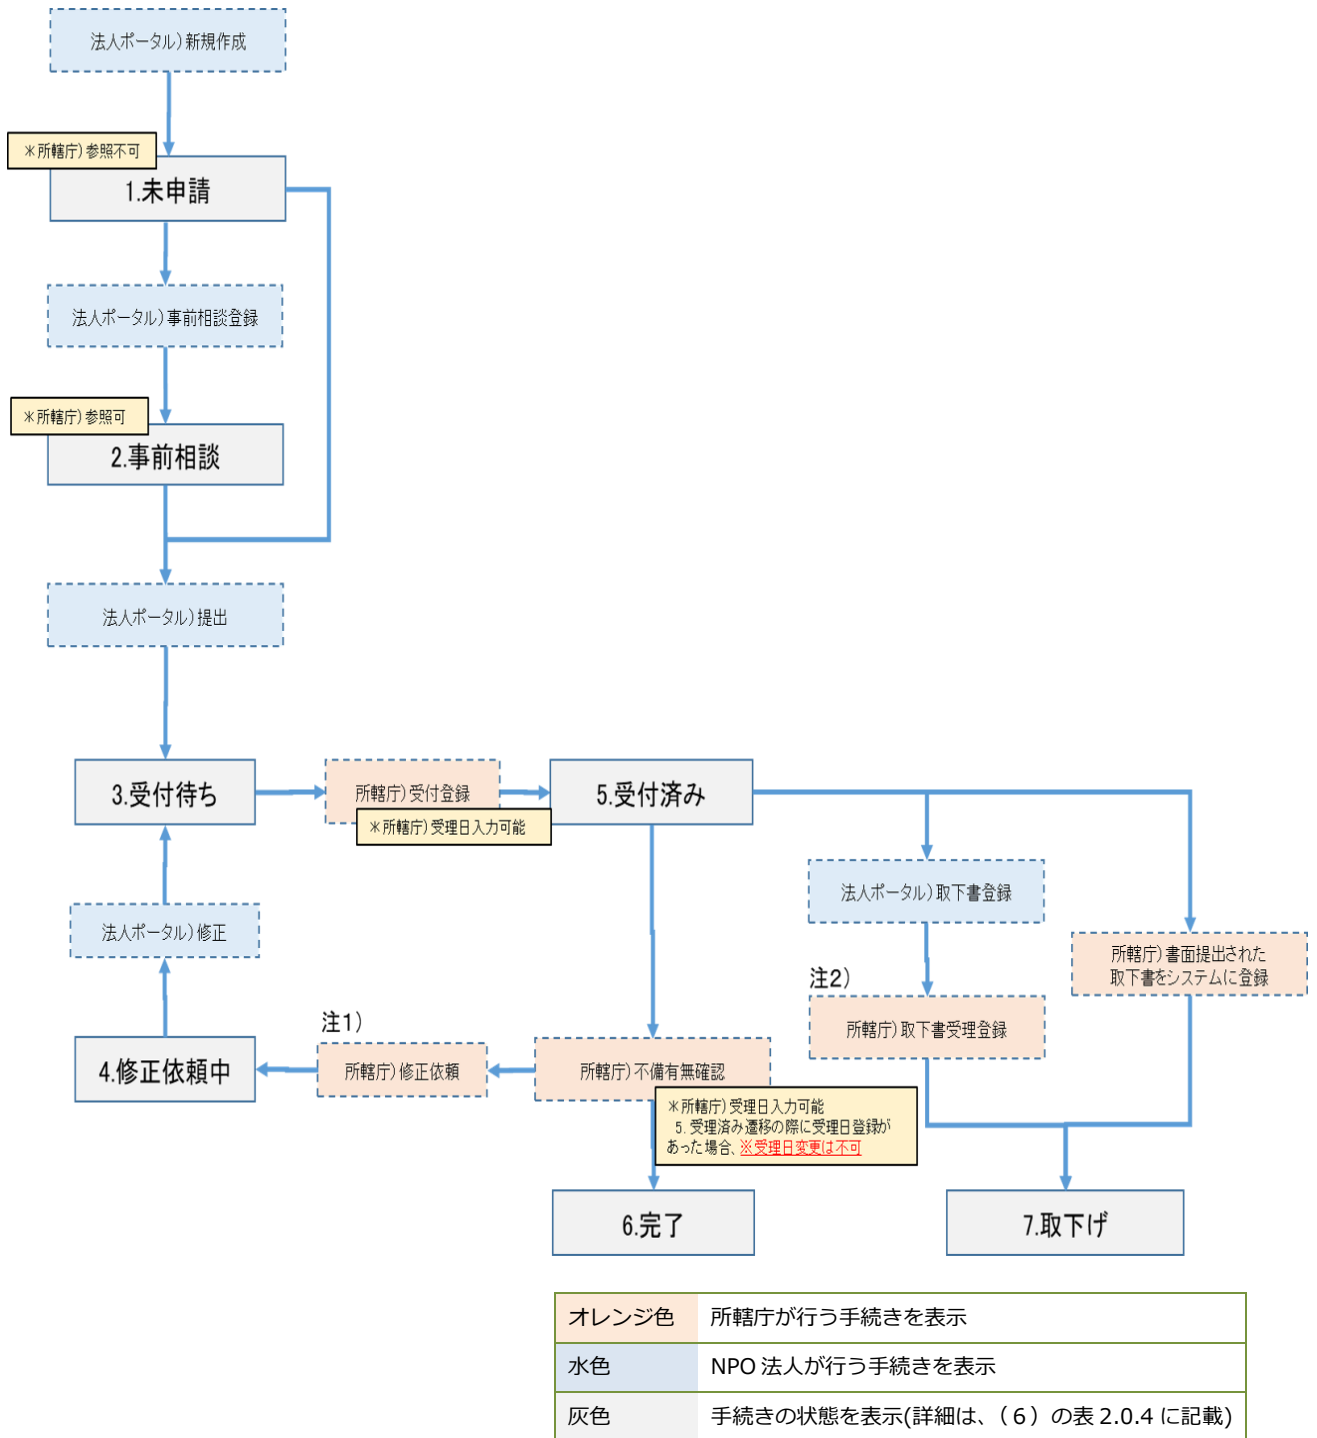 法人ポータル)新規作成
＊所轄庁)参照不可
1.未申請
法人ポータル)事前相談登録
＊所轄庁)参照可
2.事前相談
法人ポータル)提出
3.受付待ち
所轄庁)受付登録
＊所轄庁)受理日入力可能
5.受付済み
法人ポータル)修正
4.修正依頼中
注1)
所轄庁)修正依頼
所轄庁)不備有無確認
＊所轄庁)受理日入力可能
5. 受理済み遷移の際に受理日登録が
あった場合、※受理日変更は不可
法人ポータル)取下書登録
注2)
所轄庁)取下書受理登録
所轄庁)書面提出された
取下書をシステムに登録
6.完了
7.取下げ
オレンジ色 所轄庁が行う手続きを表示
水色 NPO 法人が行う手続きを表示
灰色 手続きの状態を表示(詳細は、（６）の表 2.0.4 に記載)